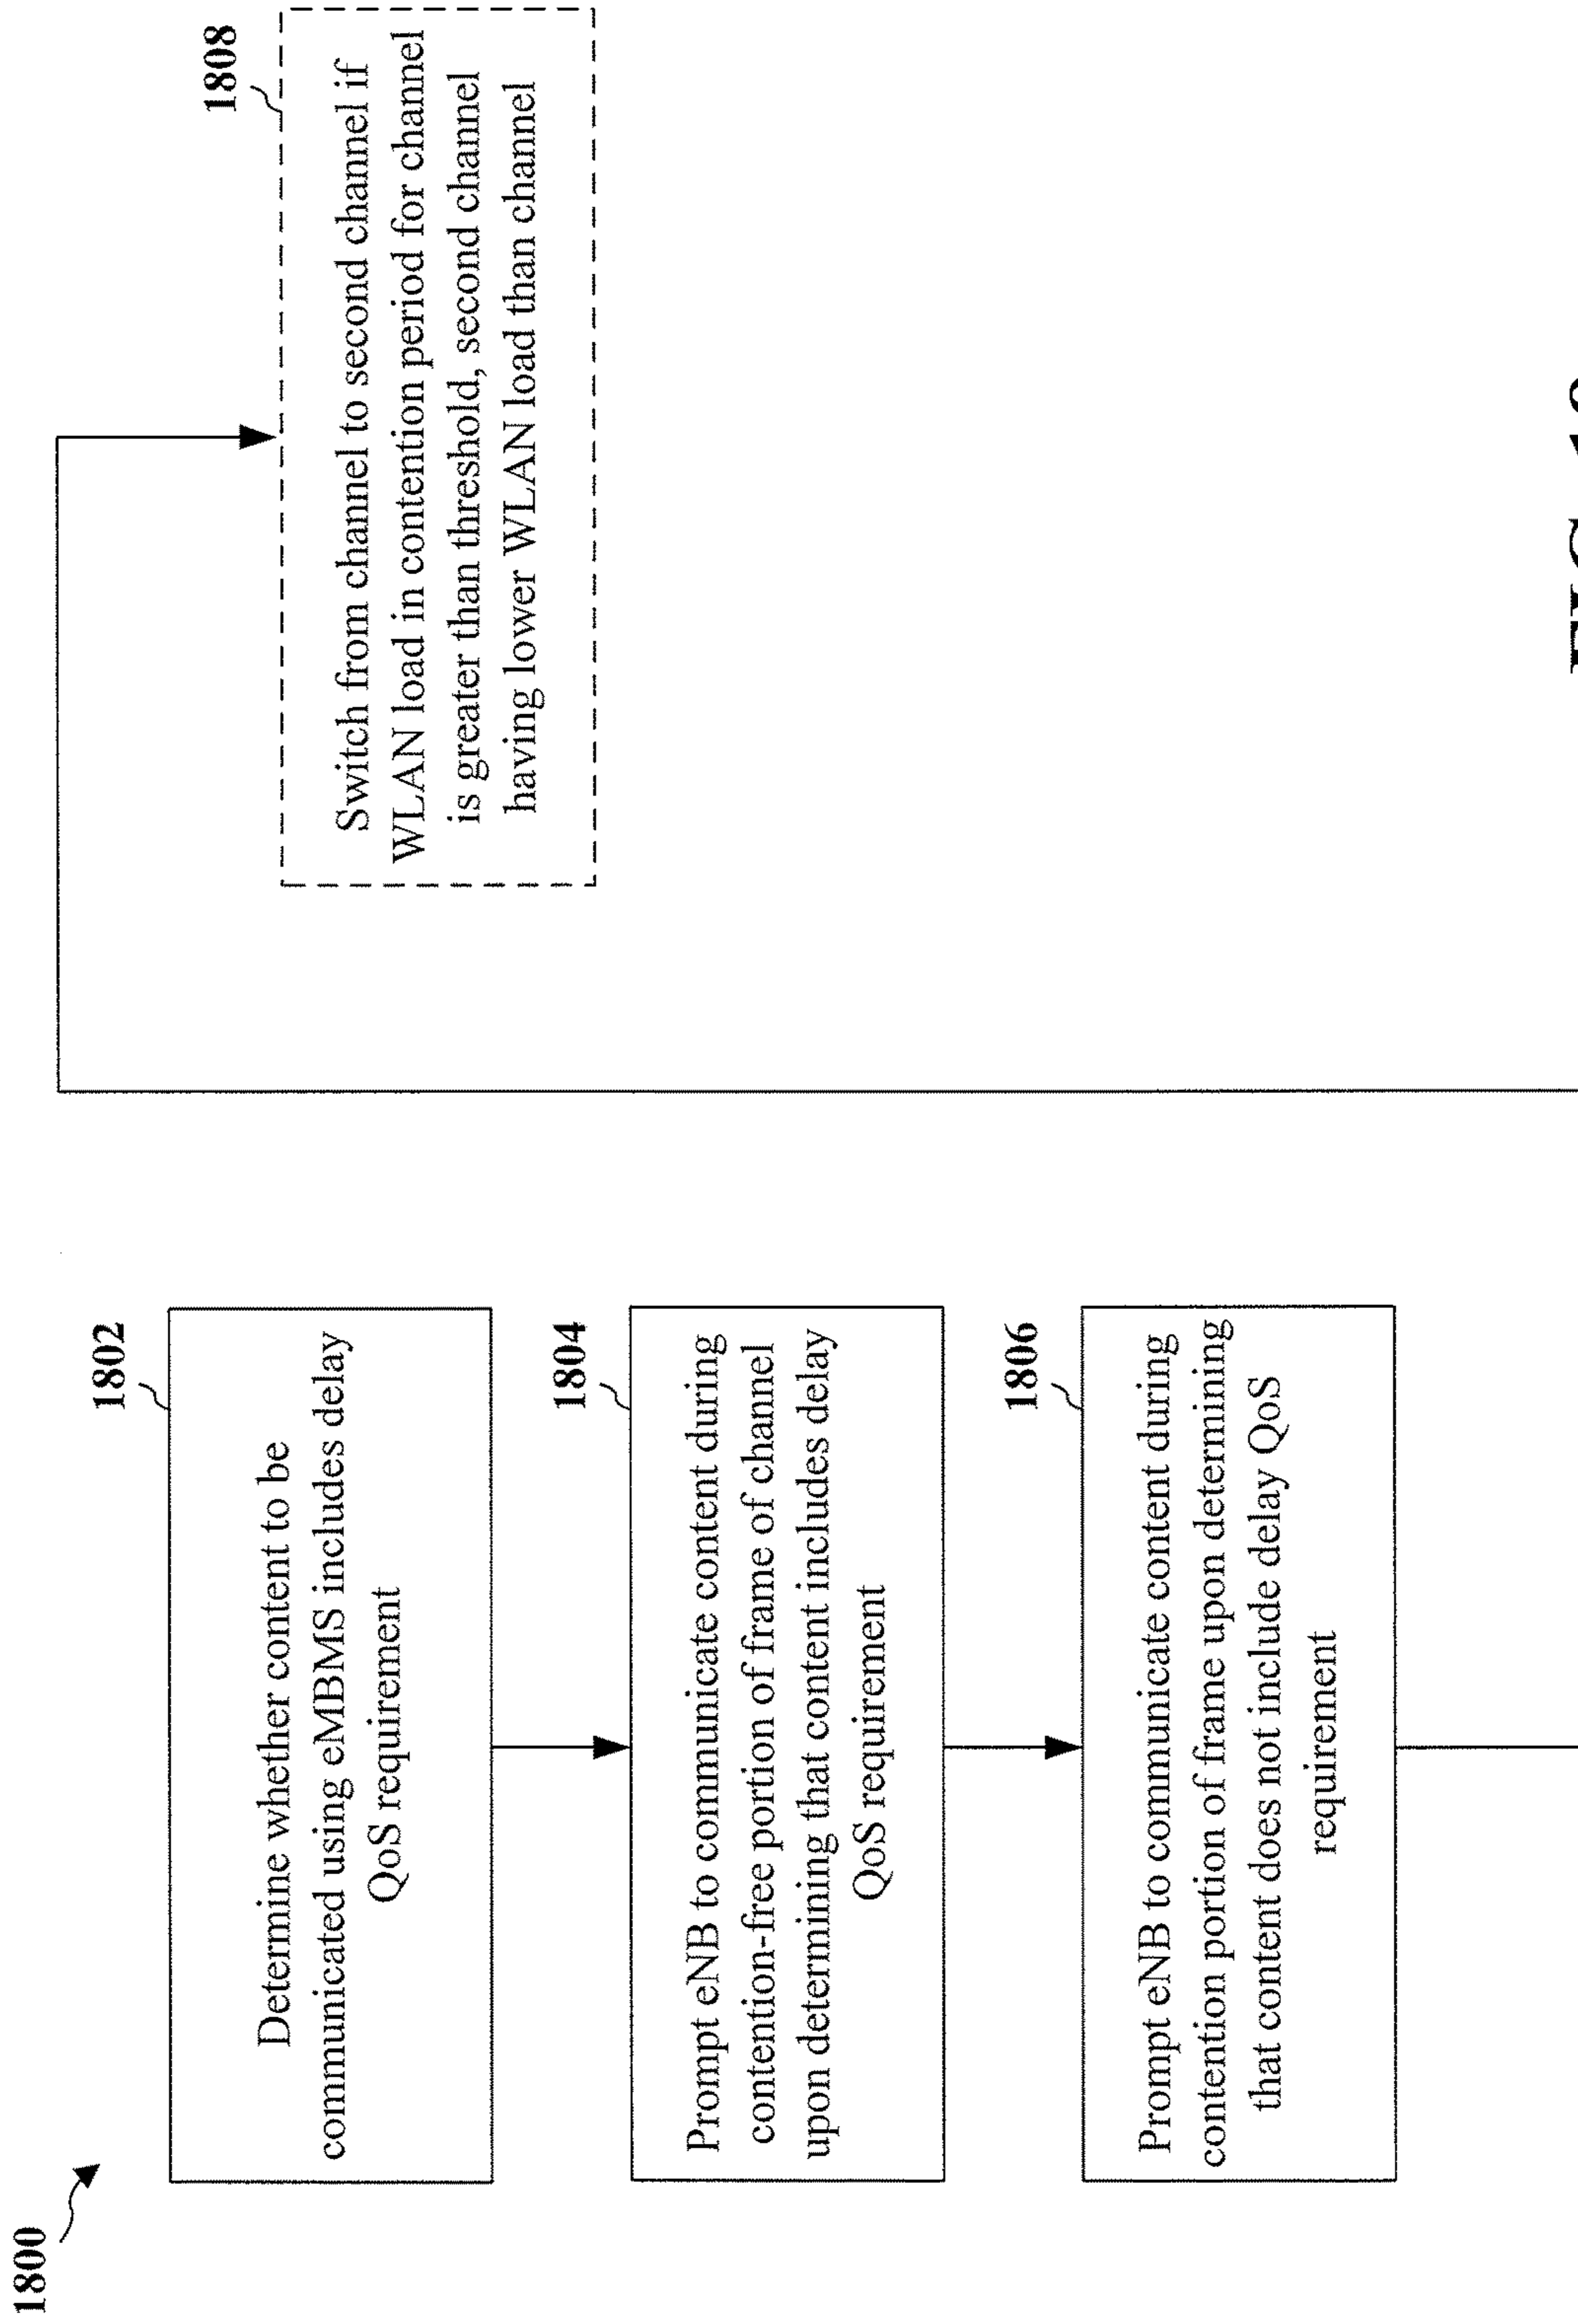 1800
1802
Determine whether content to be
communicated using eMBMS includes delay
QoS requirement
1804
Prompt eNB to communicate content during
contention-free portion of frame of channel
upon determining that content includes delay
QoS requirement
1806
Prompt eNB to communicate content during
contention portion of frame upon determining
that content does not include delay QoS
requirement
1808
Switch from channel to second channel if
WLAN load in contention period for channel
is greater than threshold, second channel
having lower WLAN load than channel